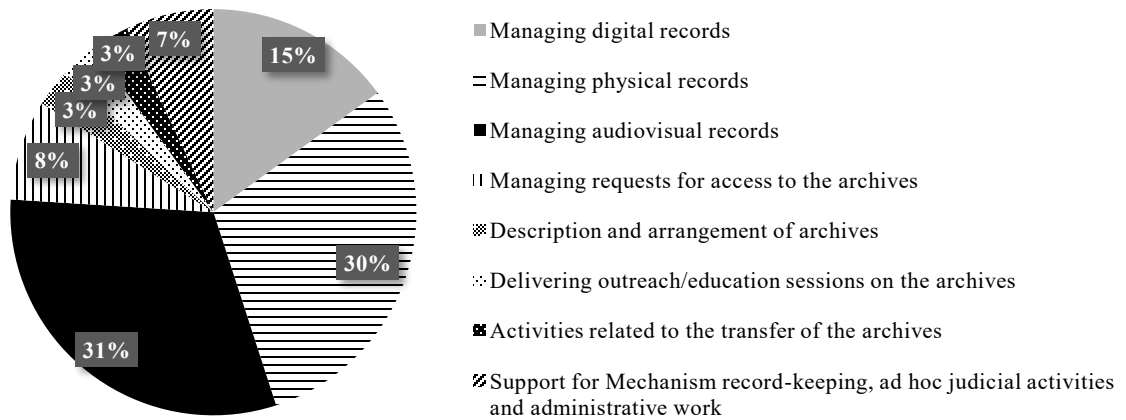 7%
15%
3%
3%
3%
8%
30%
31%
Managing digital records
Managing physical records
Managing audiovisual records
Managing requests for access to the archives
Description and arrangement of archives
Delivering outreach/education sessions on the archives
Activities related to the transfer of the archives
Support for Mechanism record-keeping, ad hoc judicial activities
and administrative work